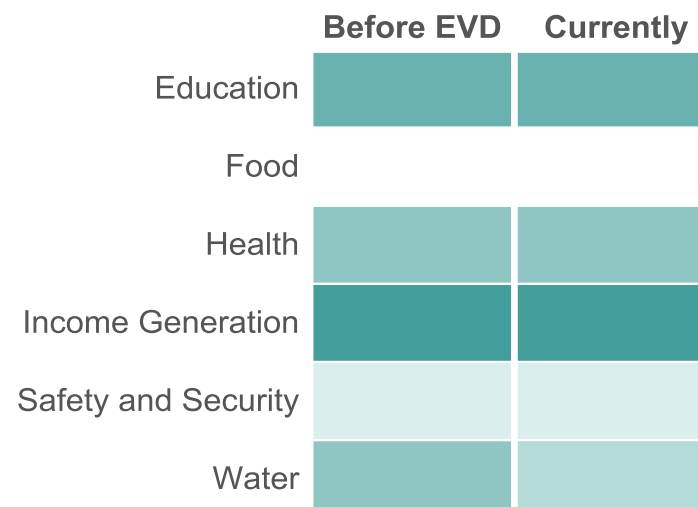 Before EVD Currently
Education
Food
Health
Income Generation
Safety and Security
Water